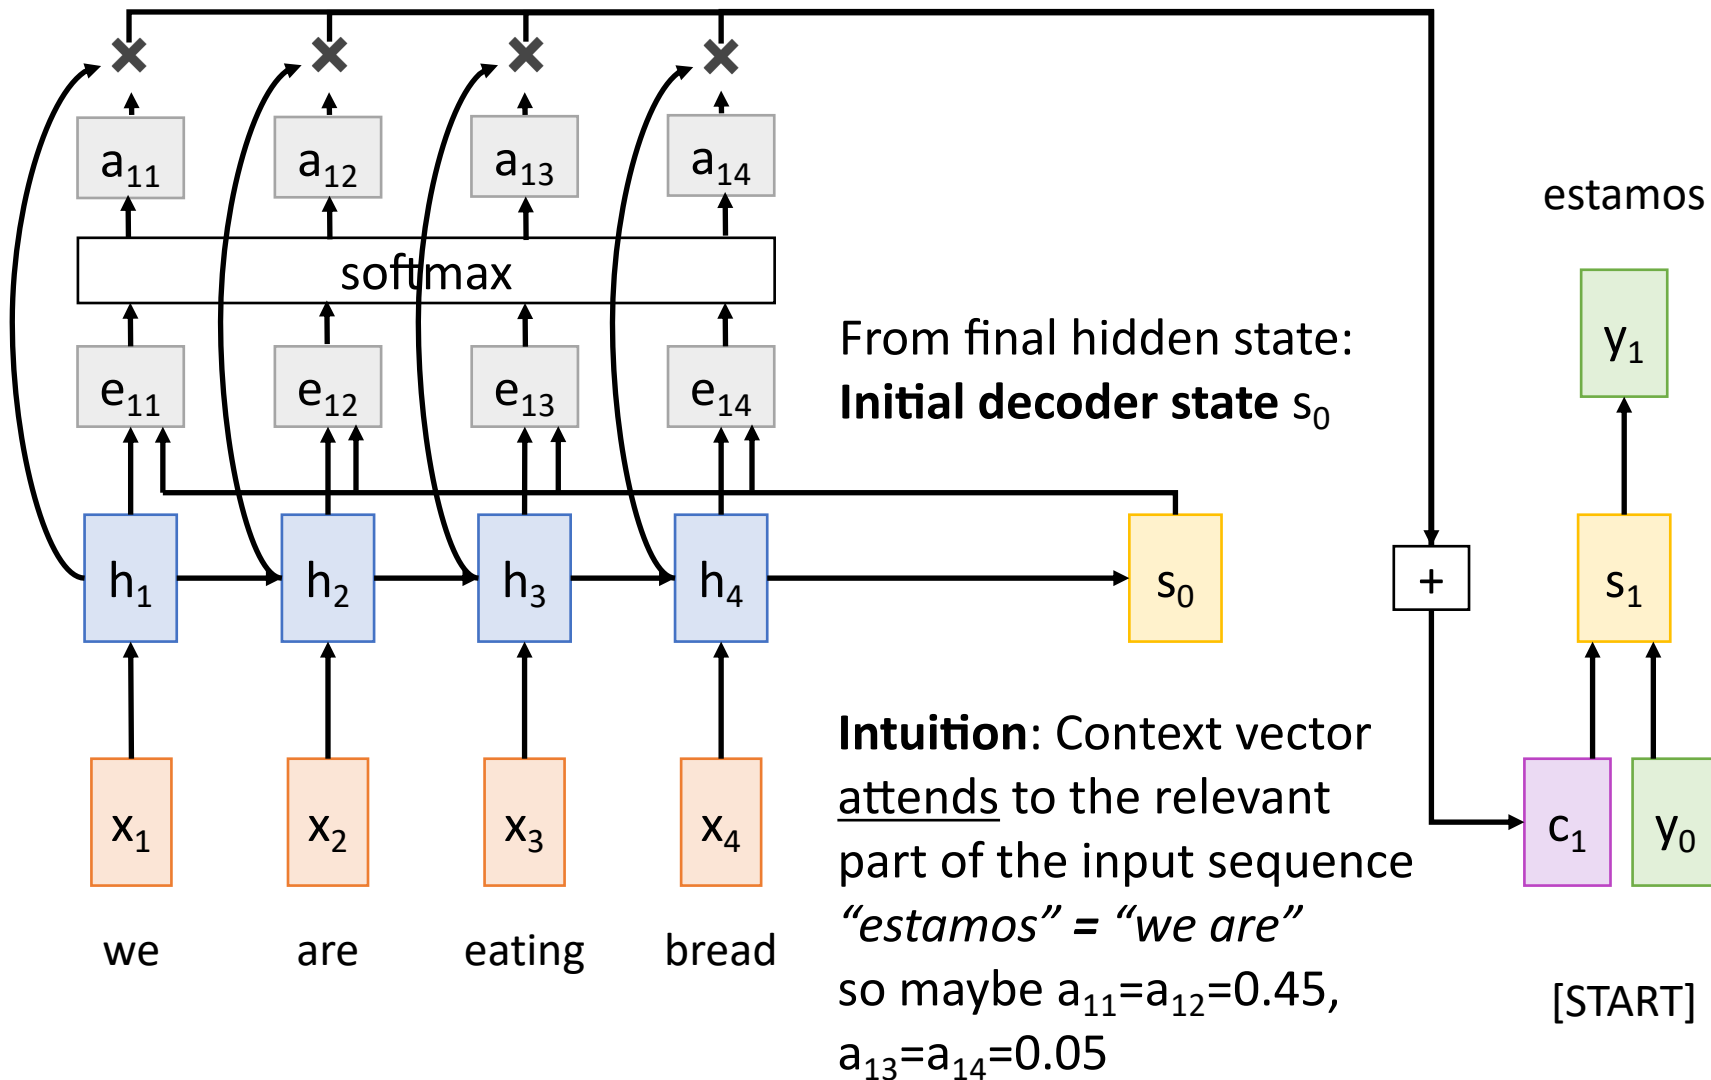 a₁₁ a₁₂ a₁₃ a₁₄
estamos
softmax
e₁₁ e₁₂ e₁₃ e₁₄
From final hidden state:
Initial decoder state s₀
y₁
h₁ h₂ h₃ h₄ s₀ + s₁
x₁ x₂ x₃ x₄
Intuition: Context vector
attends to the relevant
part of the input sequence
“estamos” = “we are”
so maybe a₁₁=a₁₂=0.45,
a₁₃=a₁₄=0.05
c₁ y₀
we are eating bread
[START]